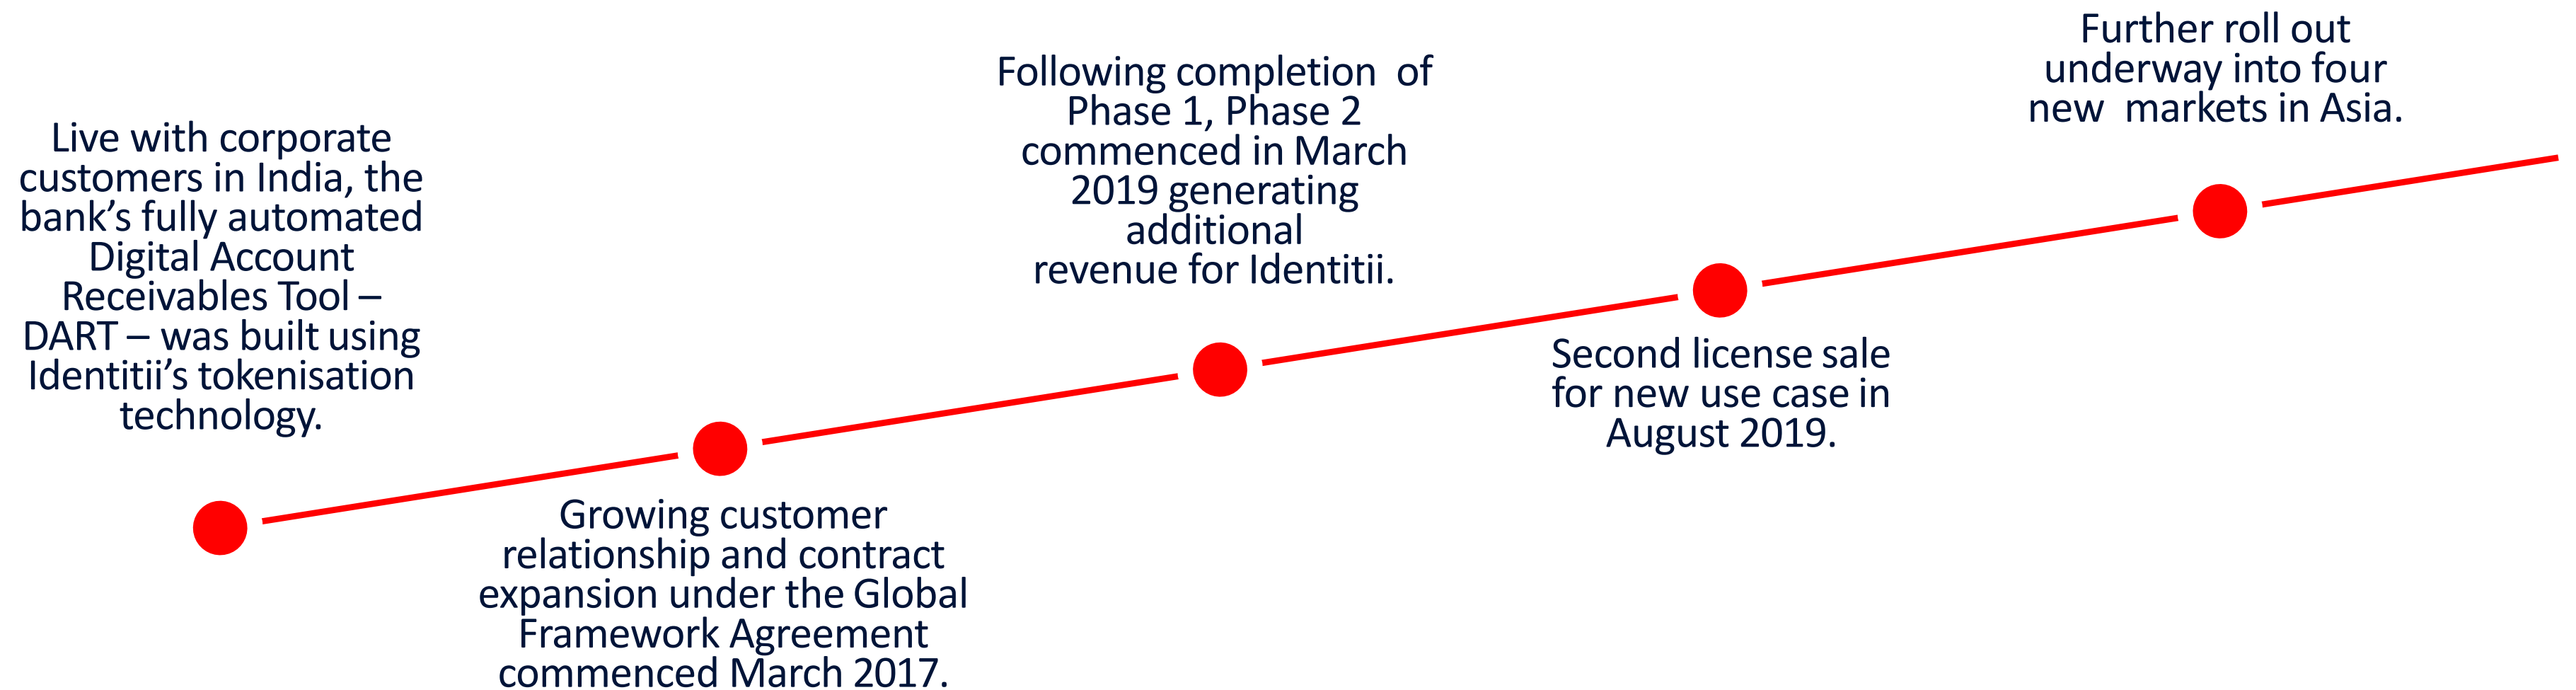 Live with corporate
customers in India, the
bank’s fully automated
Digital Account
Receivables Tool –
DART – was built using
Identitii’s tokenisation
technology.
Growing customer
relationship and contract
expansion under the Global
Framework Agreement
commenced March 2017.
Following completion of
Phase 1, Phase 2
commenced in March
2019 generating
additional
revenue for Identitii.
Second license sale
for new use case in
August 2019.
Further roll out
underway into four
new markets in Asia.